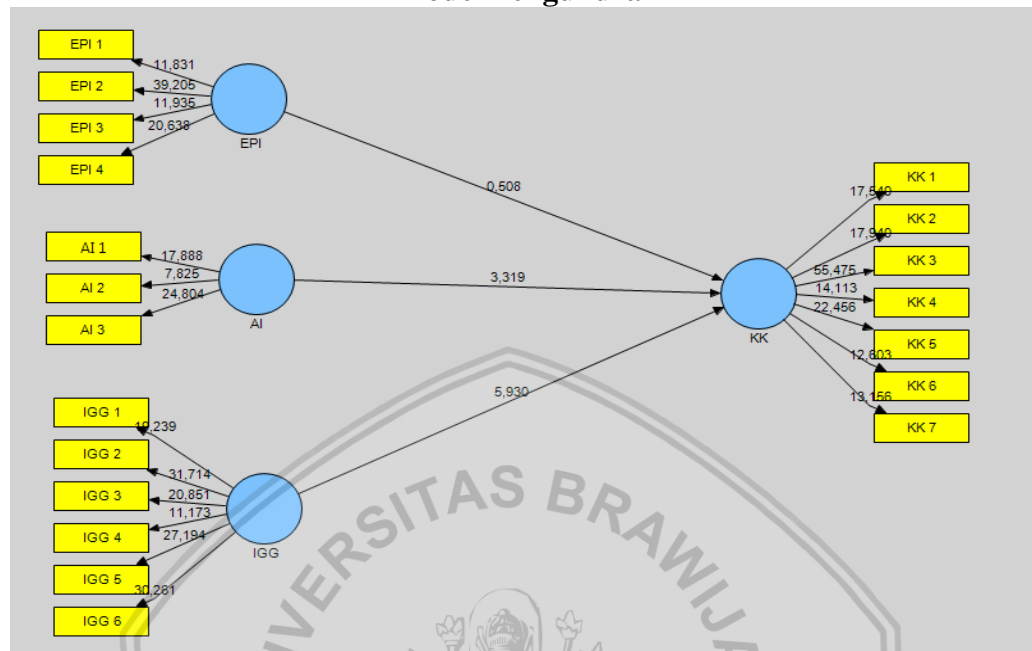 EPI 1
EPI 2
EPI 3
EPI 4
11,831
39,205
11,935
20,638
EPI
0,508
AI 1
AI 2
AI 3
17,888
7,825
24,804
AI
3,319
IGG 1
IGG 2
IGG 3
IGG 4
IGG 5
IGG 6
31,714
20,851
11,173
27,194
30,261
IGG
5,930
KK
17,540
17,940
55,475
14,113
22,456
12,603
13,156
KK 1
KK 2
KK 3
KK 4
KK 5
KK 6
KK 7